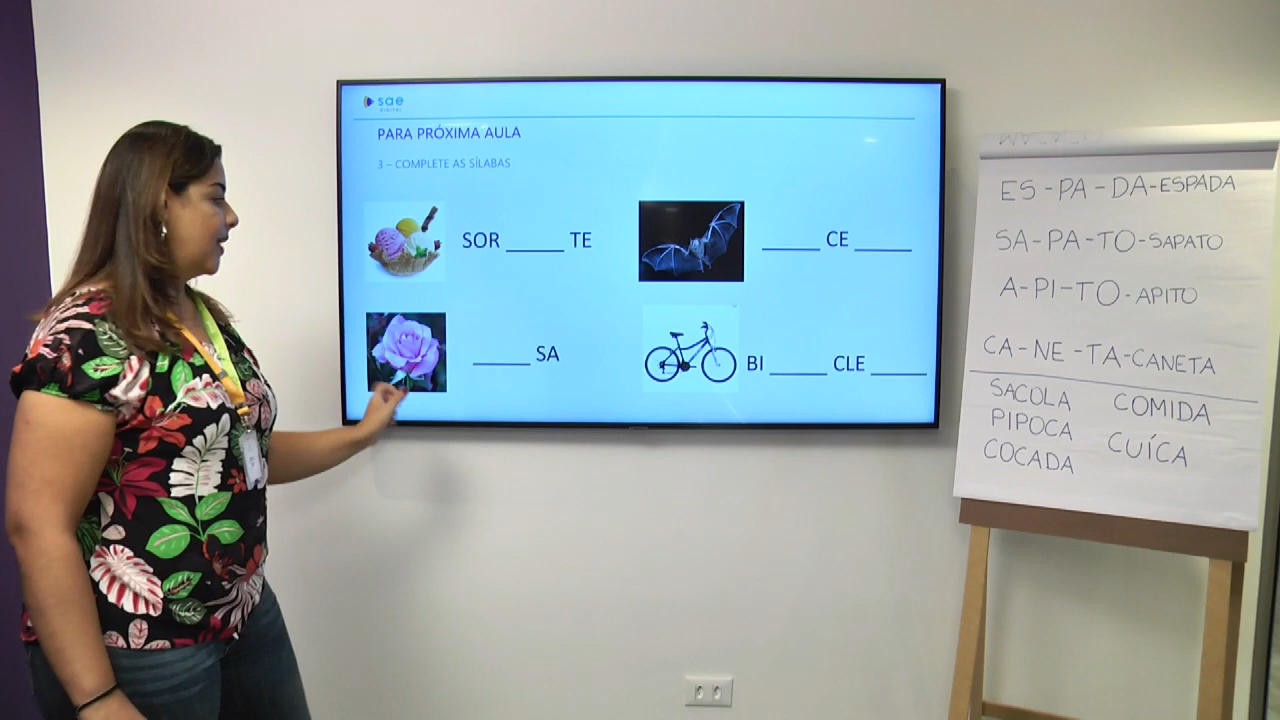 sae
DIGITAL
PARA PRÓXIMA AULA
3 – COMPLETE AS SÍLABAS
SOR _____ TE
_____ CE _____
_____ SA
BI _____ CLE _____
ES - PA - DA - ESPADA
SA - PA - TO - SAPATO
A - PI - TO - APITO
CA - NE - TA - CANETA
SACOLA COMIDA
PIPOCA CUÍCA
COCADA